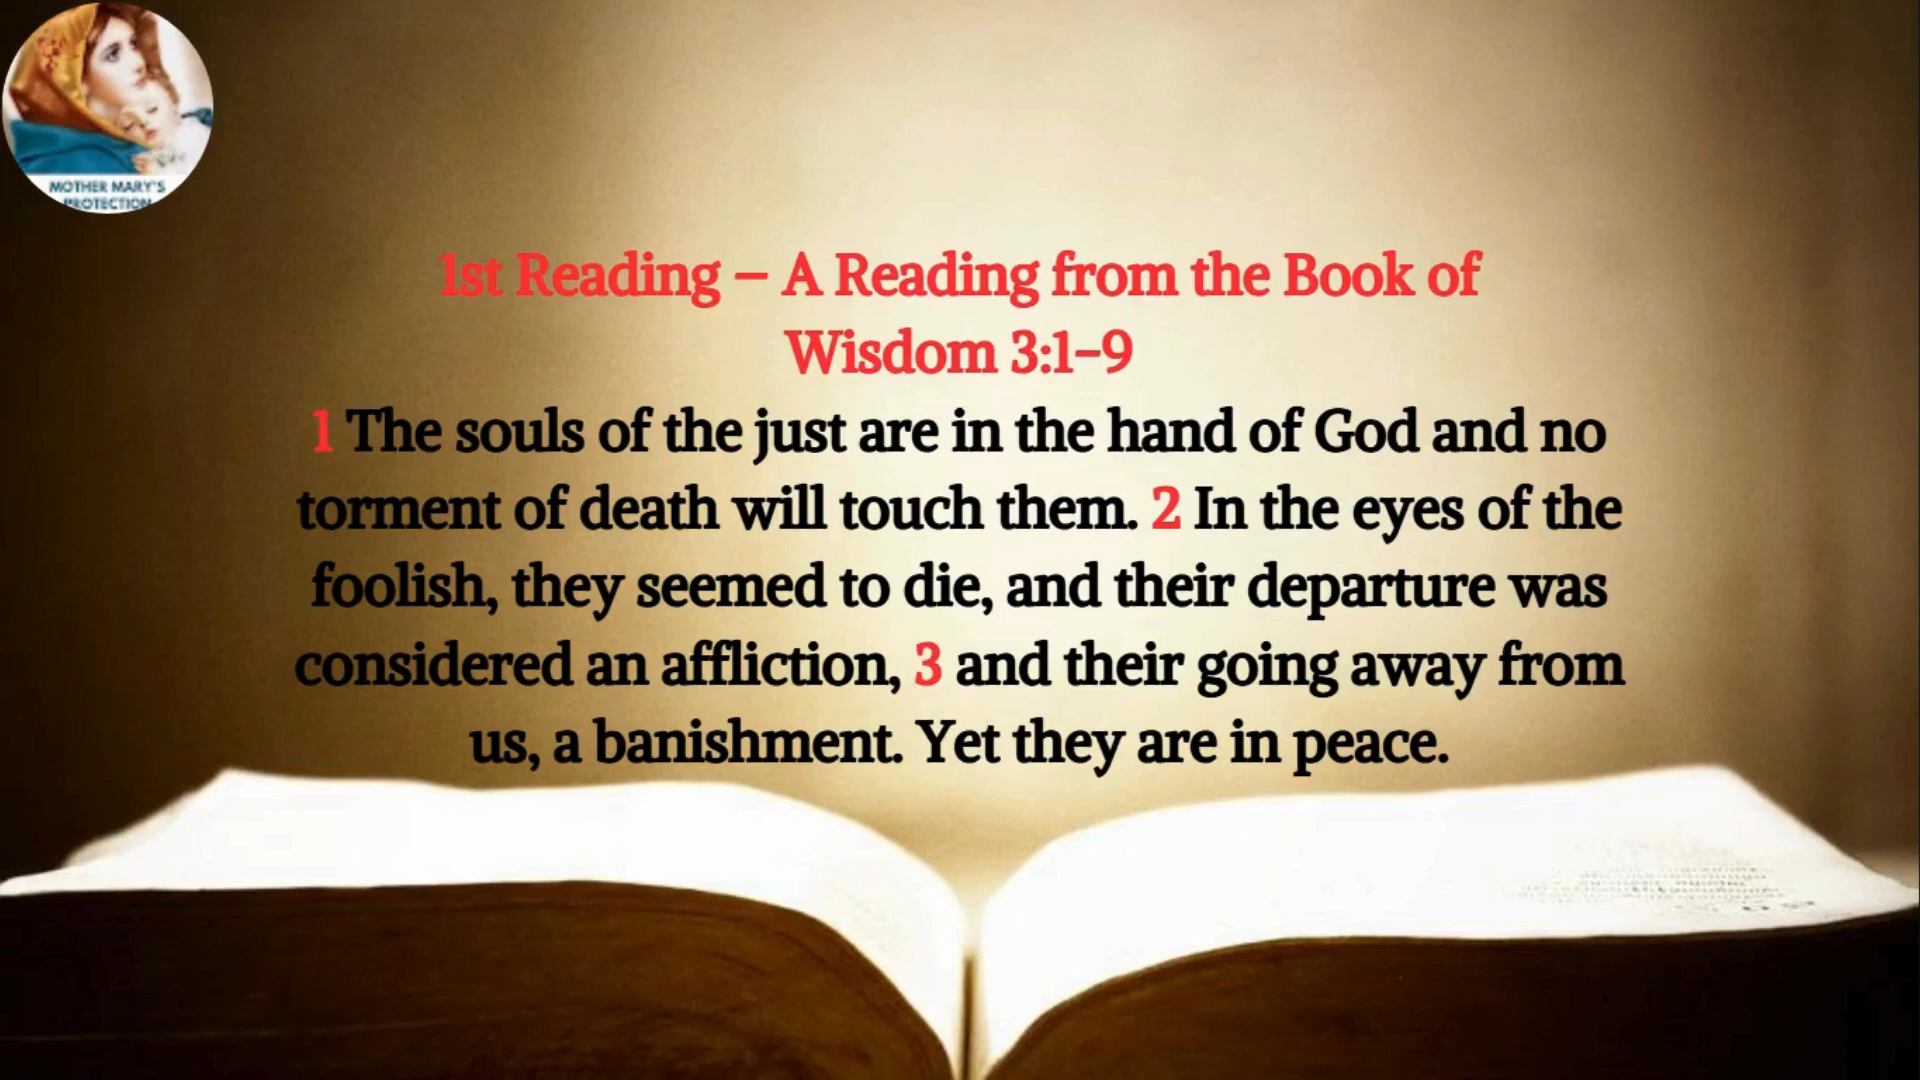 MOTHER MARY'S
PROTECTION
1st Reading – A Reading from the Book of
Wisdom 3:1-9
1 The souls of the just are in the hand of God and no
torment of death will touch them. 2 In the eyes of the
foolish, they seemed to die, and their departure was
considered an affliction, 3 and their going away from
us, a banishment. Yet they are in peace.